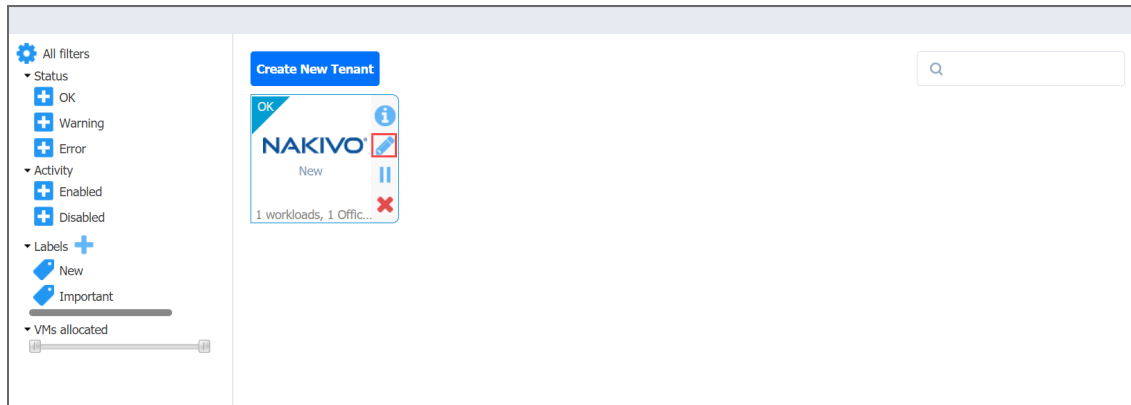 All filters
Status
OK
Warning
Error
Activity
Enabled
Disabled
Labels
New
Important
VMs allocated
Create New Tenant
OK
NAKIVO®
New
1 workloads, 1 Offic...